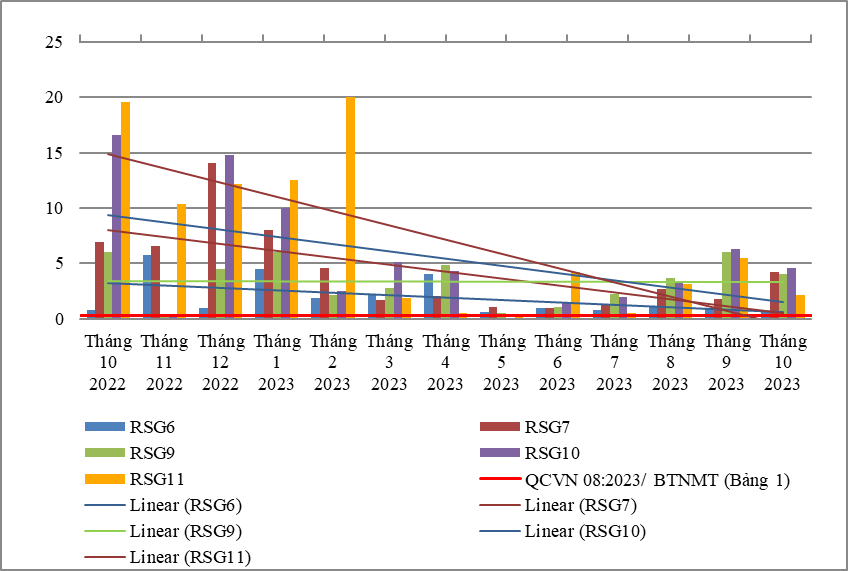 25
20
15
10
5
0
Tháng Tháng Tháng Tháng Tháng Tháng Tháng Tháng Tháng Tháng Tháng Tháng Tháng
10 11 12 1 2 3 4 5 6 7 8 9 10
2022 2022 2022 2023 2023 2023 2023 2023 2023 2023 2023 2023 2023
RSG6 RSG7
RSG9 RSG10
RSG11 QCVN 08:2023/ BTNMT (Bảng 1)
Linear (RSG6) Linear (RSG7)
Linear (RSG9) Linear (RSG10)
Linear (RSG11)